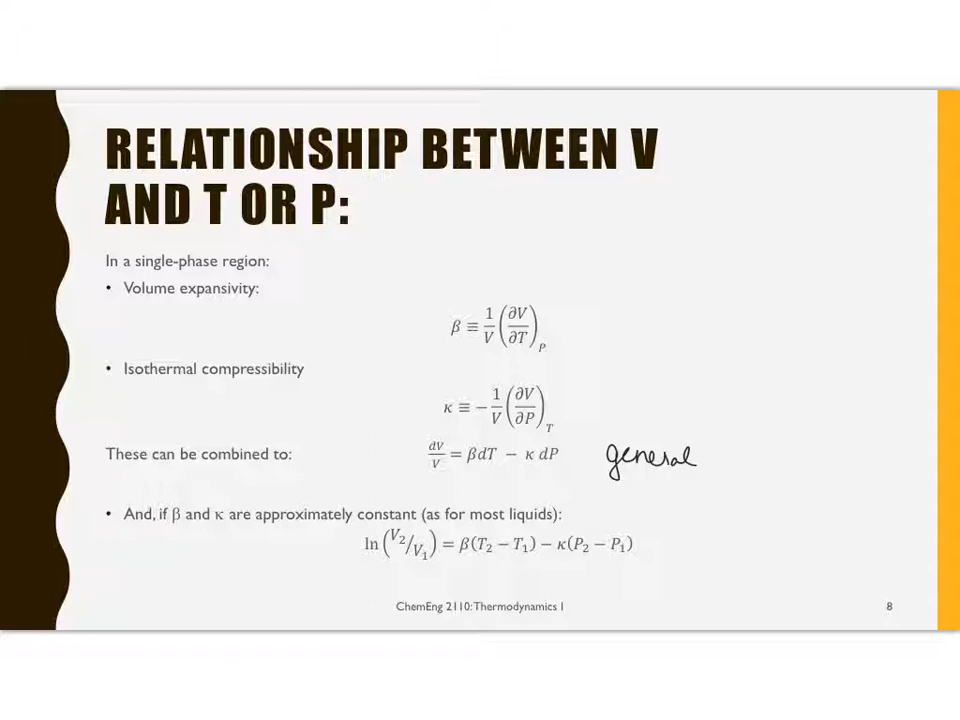 RELATIONSHIP BETWEEN V
AND T OR P:
In a single-phase region:
• Volume expansivity:
β ≡ 1/V (∂V/∂T)_P
• Isothermal compressibility
κ ≡ − 1/V (∂V/∂P)_T
These can be combined to: dV/V = βdT − κ dP general
• And, if β and κ are approximately constant (as for most liquids):
ln(V₂/V₁) = β(T₂ − T₁) − κ(P₂ − P₁)
ChemEng 2110: Thermodynamics I 8